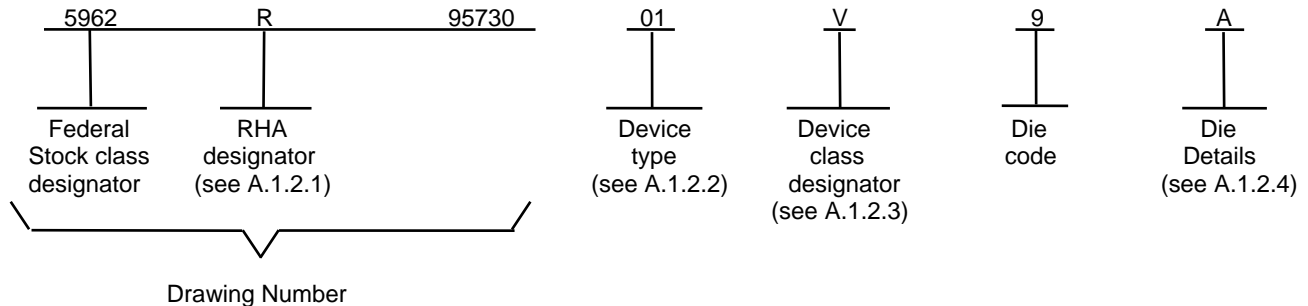 5962 R 95730 01 V 9 A
Federal Stock class designator
RHA designator (see A.1.2.1)
Device type (see A.1.2.2)
Device class designator (see A.1.2.3)
Die code
Die Details (see A.1.2.4)
Drawing Number